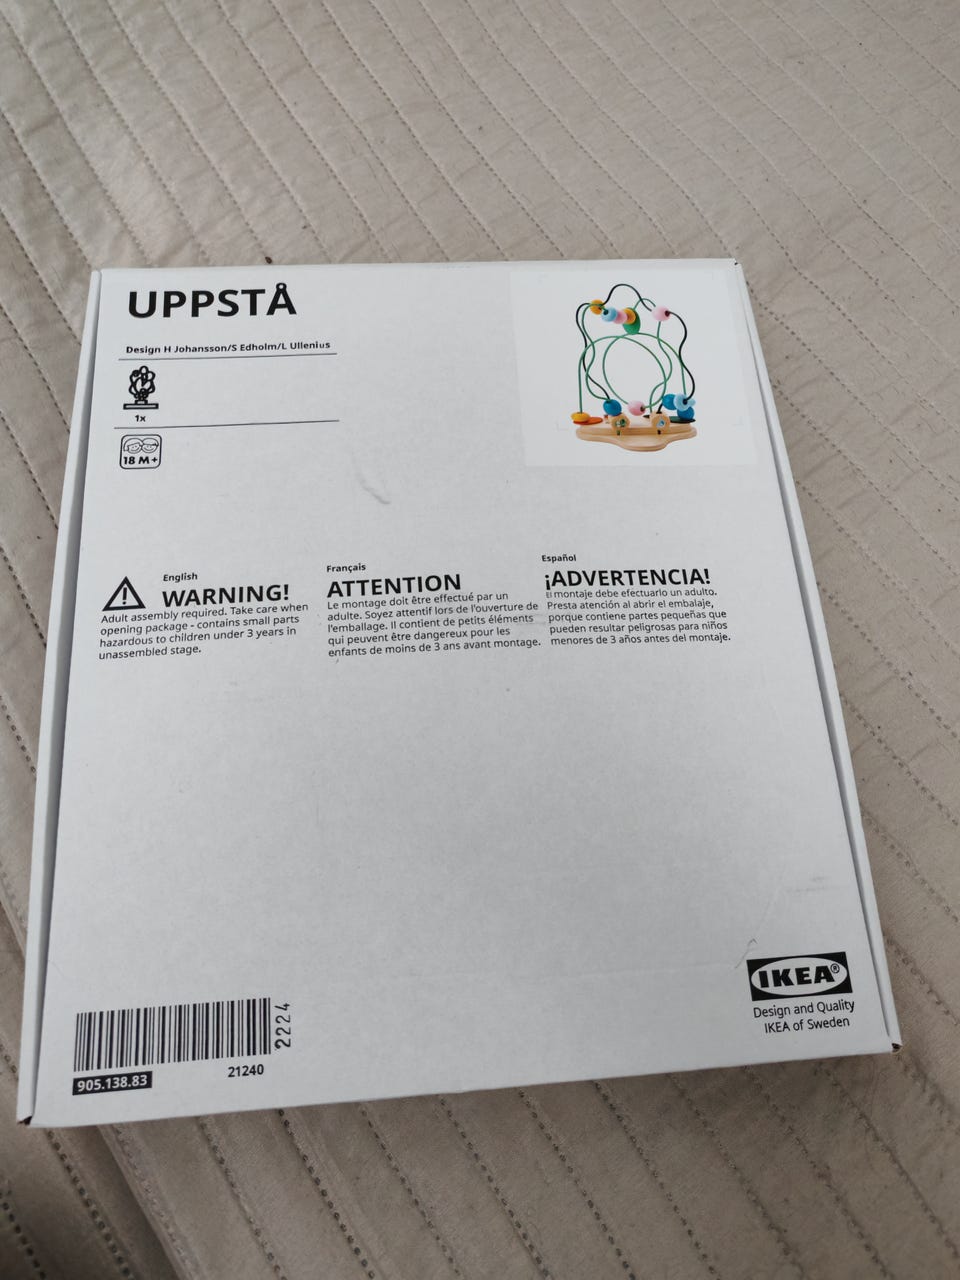 UPPSTÅ
Design H Johansson/S Edholm/L Ullenius
1x
18 M+
English
WARNING!
Adult assembly required. Take care when
opening package - contains small parts
hazardous to children under 3 years in
unassembled stage.
Français
ATTENTION
Le montage doit être effectué par un
adulte. Soyez attentif lors de l'ouverture de
l'emballage. Il contient de petits éléments
qui peuvent être dangereux pour les
enfants de moins de 3 ans avant montage.
Español
¡ADVERTENCIA!
El montaje debe efectuarlo un adulto.
Presta atención al abrir el embalaje,
porque contiene partes pequeñas que
pueden resultar peligrosas para niños
menores de 3 años antes del montaje.
2224
905.138.83
21240
IKEA®
Design and Quality
IKEA of Sweden